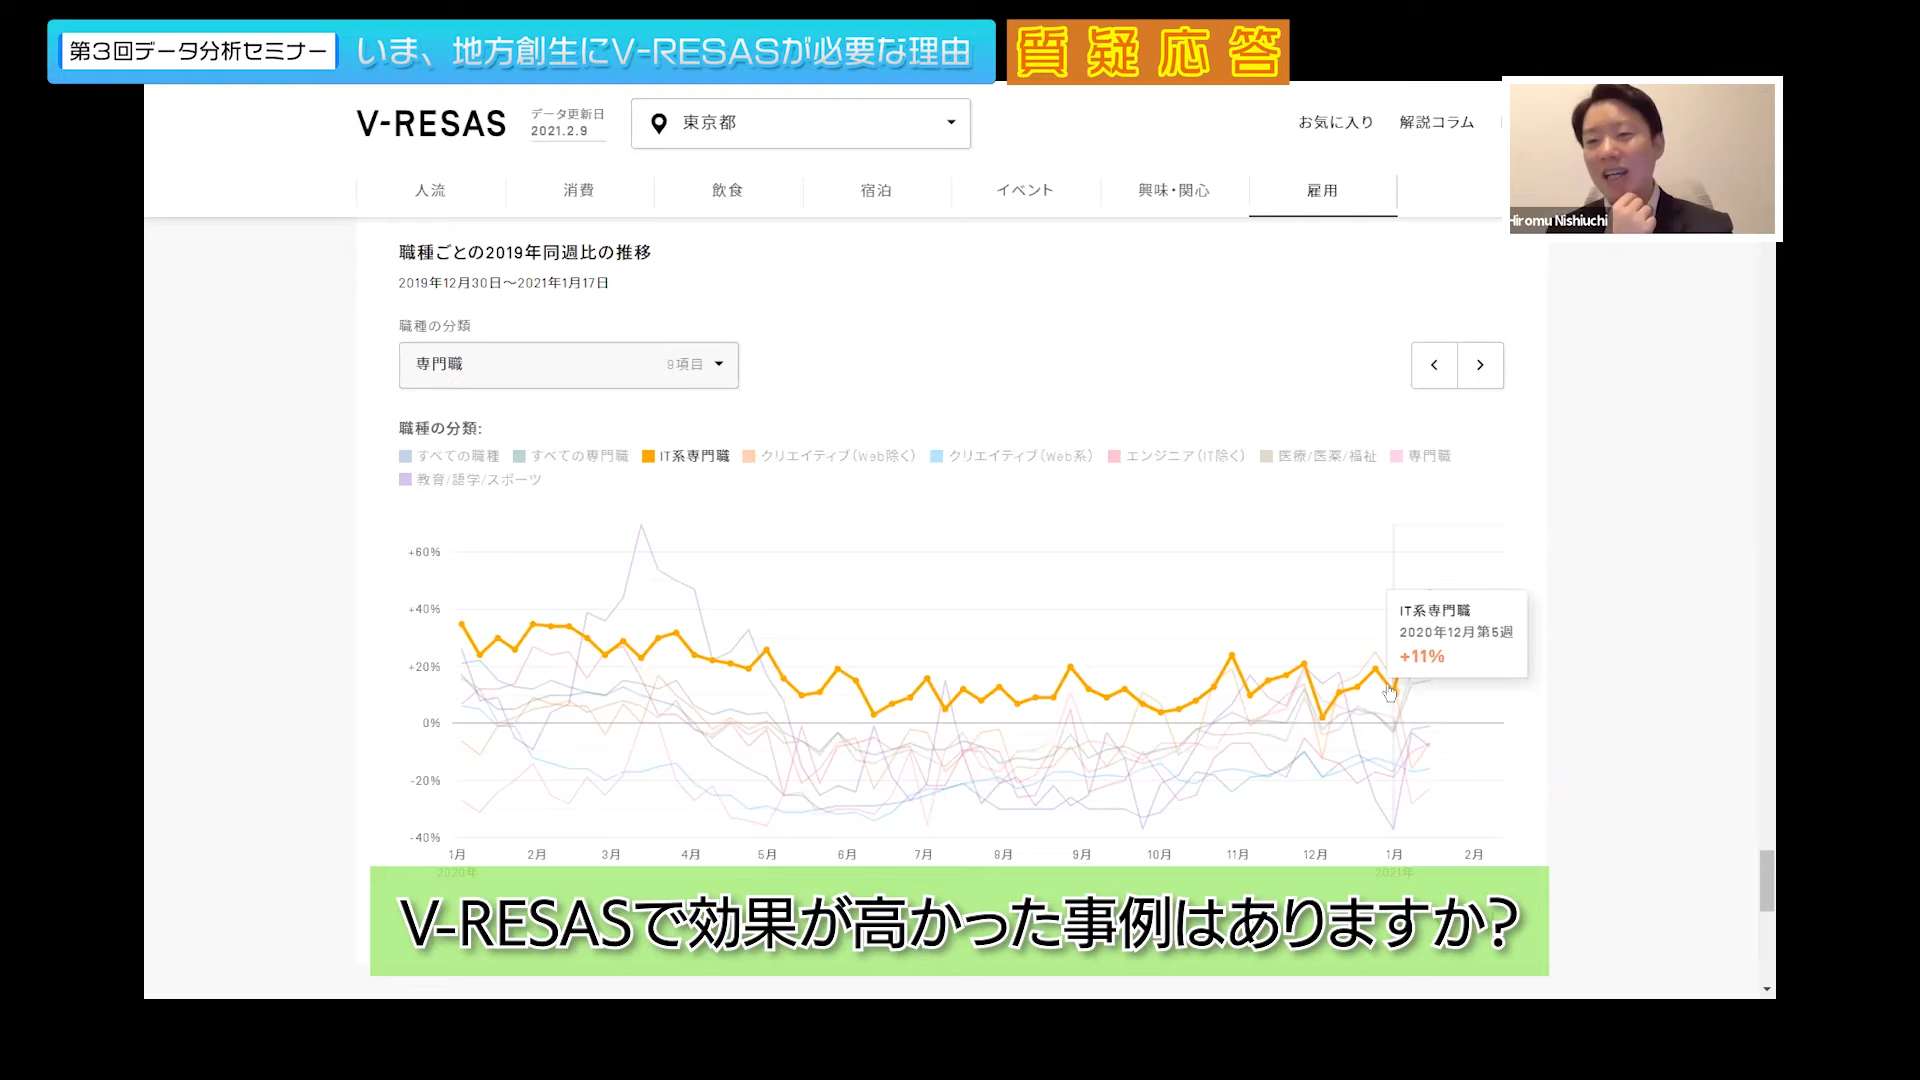 第3回データ分析セミナー いま、地方創生にV-RESASが必要な理由 質疑応答
V-RESAS データ更新日 2021.2.9 東京都 お気に入り 解説コラム
人流 消費 飲食 宿泊 イベント 興味・関心 雇用
Hiromu Nishiuchi
職種ごとの2019年同週比の推移
2019年12月30日〜2021年1月17日
職種の分類
専門職 9項目
職種の分類:
すべての職種 すべての専門職 IT系専門職 クリエイティブ(Web除く) クリエイティブ(Web系) エンジニア(IT除く) 医療/医薬/福祉 専門職
教育/語学/スポーツ
+60%
+40%
+20%
0%
-20%
-40%
IT系専門職
2020年12月第5週
+11%
1月 2月 3月 4月 5月 6月 7月 8月 9月 10月 11月 12月 1月 2月
2020年 2021年
V-RESASで効果が高かった事例はありますか?